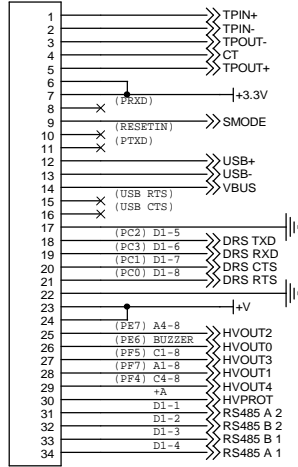 1 TPIN+
2 TPIN-
3 TPOUT-
4 CT
5 TPOUT+
6
7 +3.3V
8 (PRXD)
9 SMODE
10 (RESETIN)
11 (PTXD)
12 USB+
13 USB-
14 VBUS
15 (USB RTS)
16 (USB CTS)
17
18 (PC2) D1-5 DRS TXD
19 (PC3) D1-6 DRS RXD
20 (PC1) D1-7 DRS CTS
21 (PC0) D1-8 DRS RTS
22
23 +V
24
25 (PE7) A4-8 HVOUT2
26 (PE6) BUZZER HVOUT0
27 (PF5) C1-8 HVOUT3
28 (PF7) A1-8 HVOUT1
29 (PF4) C4-8 HVOUT4
30 +A HVPROT
31 D1-1 RS485 A 2
32 D1-2 RS485 B 2
33 D1-3 RS485 B 1
34 D1-4 RS485 A 1